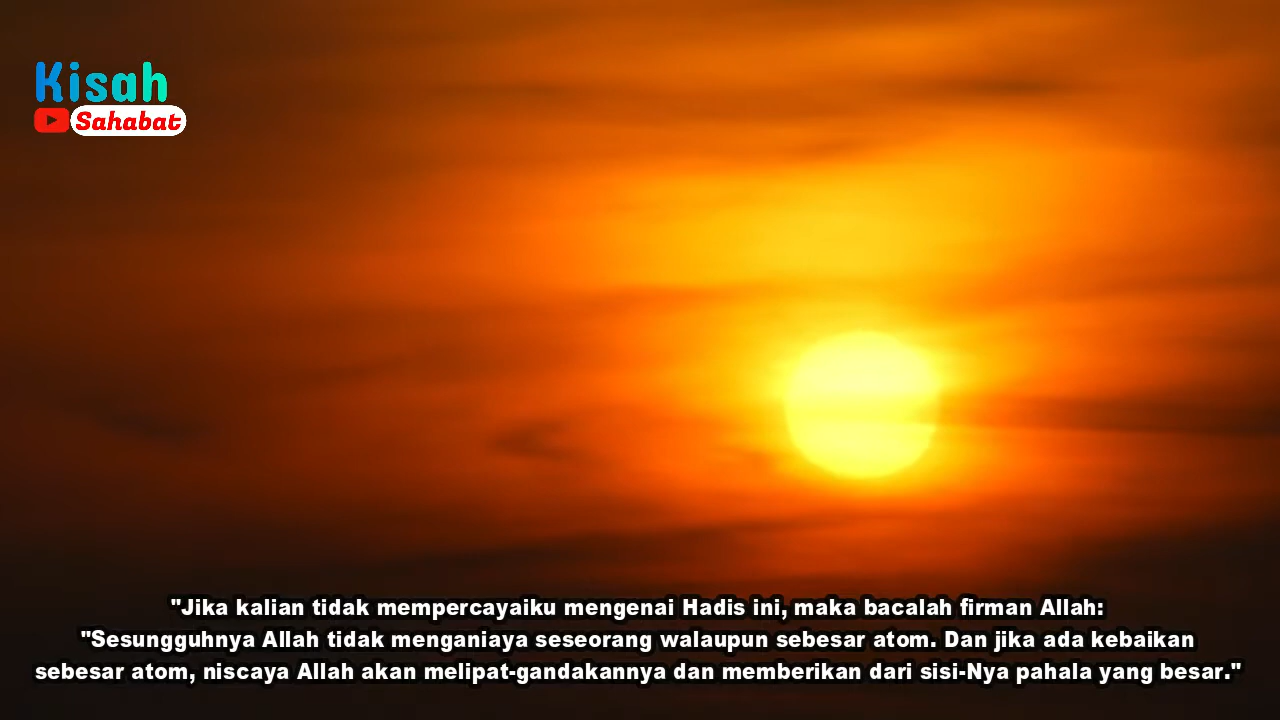 Kisah
Sahabat
"Jika kalian tidak mempercayaiku mengenai Hadis ini, maka bacalah firman Allah:
"Sesungguhnya Allah tidak menganiaya seseorang walaupun sebesar atom. Dan jika ada kebaikan
sebesar atom, niscaya Allah akan melipat-gandakannya dan memberikan dari sisi-Nya pahala yang besar."